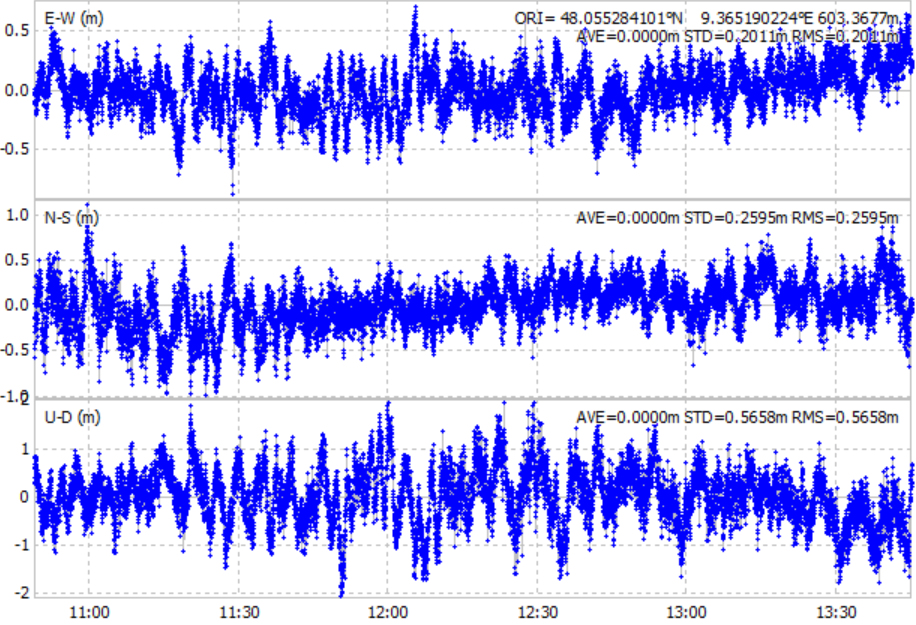 E-W (m)
ORI= 48.055284101°N 9.365190224°E 603.3677m
AVE=0.0000m STD=0.2011m RMS=0.2011m
0.5
0.0
-0.5
N-S (m)
AVE=0.0000m STD=0.2595m RMS=0.2595m
1.0
0.5
0.0
-0.5
-1.0
2
U-D (m)
AVE=0.0000m STD=0.5658m RMS=0.5658m
1
0
-1
-2
11:00 11:30 12:00 12:30 13:00 13:30